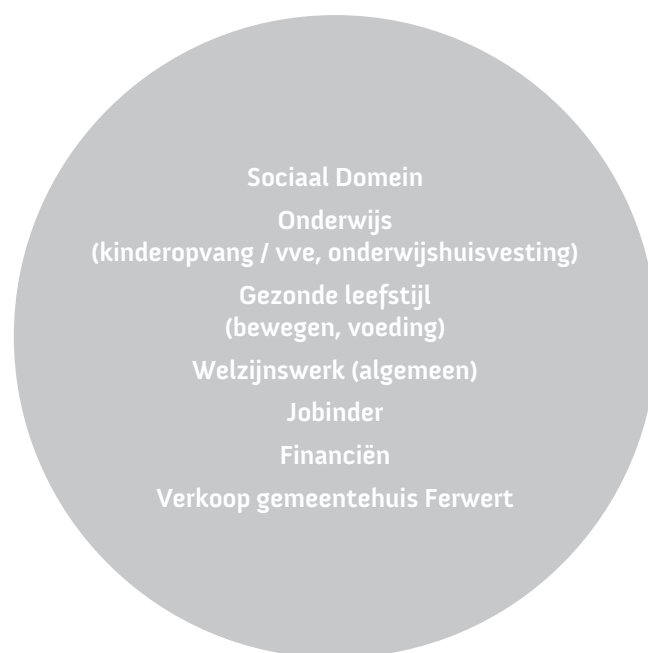 Sociaal Domein
Onderwijs
(kinderopvang / vve, onderwijshuisvesting)
Gezonde leefstijl
(bewegen, voeding)
Welzijnswerk (algemeen)
Jobinder
Financiën
Verkoop gemeentehuis Ferwert